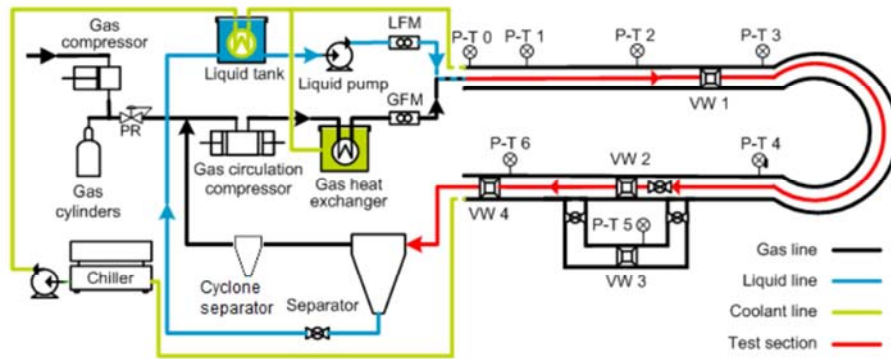 Gas
compressor
PR
Gas
cylinders
Chiller
Liquid tank
Liquid pump
LFM
GFM
Gas circulation
compressor
Gas heat
exchanger
Cyclone
separator
Separator
P-T 0
P-T 1
P-T 2
P-T 3
VW 1
P-T 6
VW 2
P-T 4
VW 4
P-T 5
VW 3
Gas line
Liquid line
Coolant line
Test section